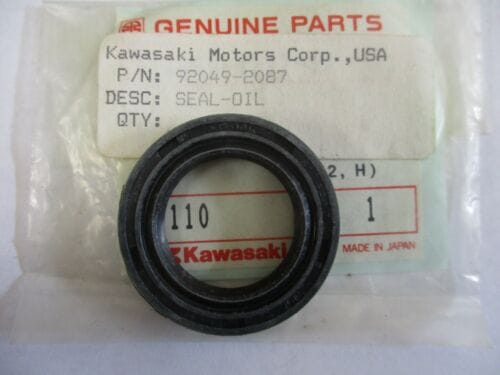 GENUINE PARTS
Kawasaki Motors Corp.,USA
P/N: 92049-2087
DESC: SEAL-OIL
QTY:
2, H)
110 1
Kawasaki MADE IN JAPAN